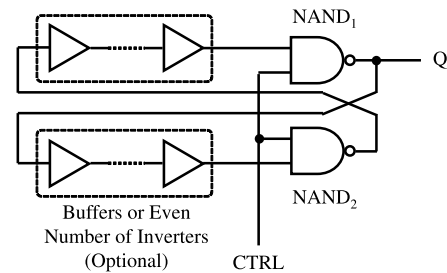 NAND₁
Q
NAND₂
Buffers or Even
Number of Inverters
(Optional)
CTRL